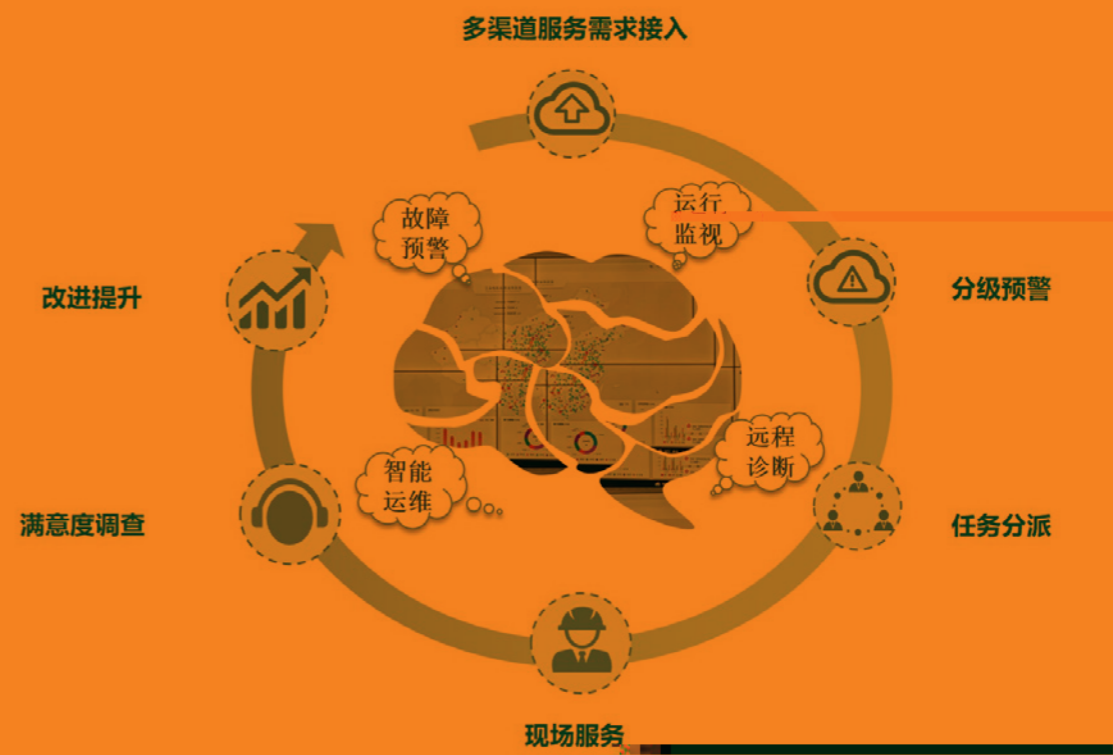 多渠道服务需求接入
故障
预警
运行
监视
改进提升
分级预警
远程
诊断
智能
运维
满意度调查
任务分派
现场服务